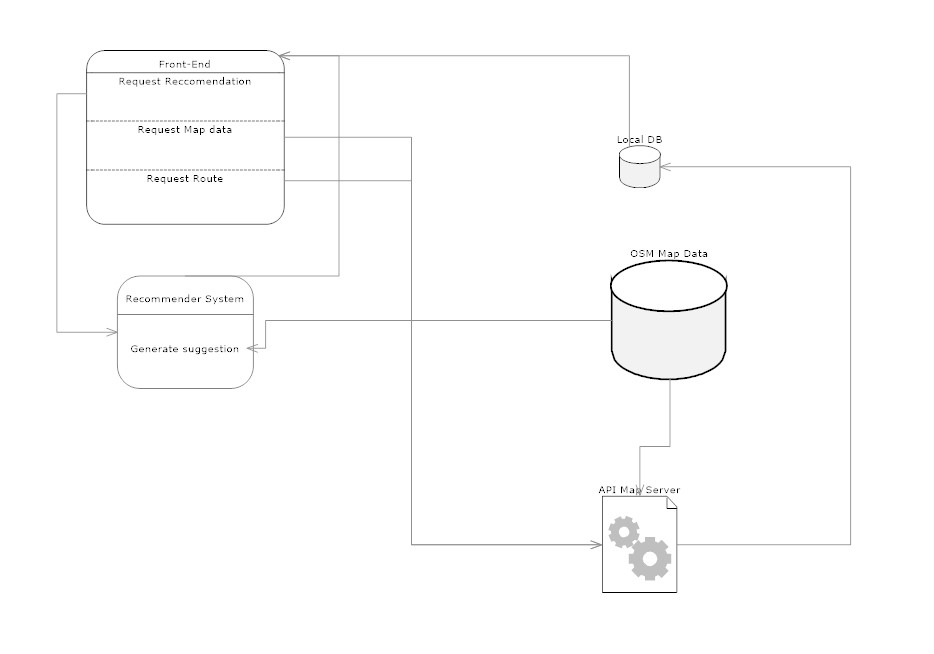 Front-End
Request Reccomendation
Request Map data
Request Route
Local DB
OSM Map Data
Recommender System
Generate suggestion
API Map Server